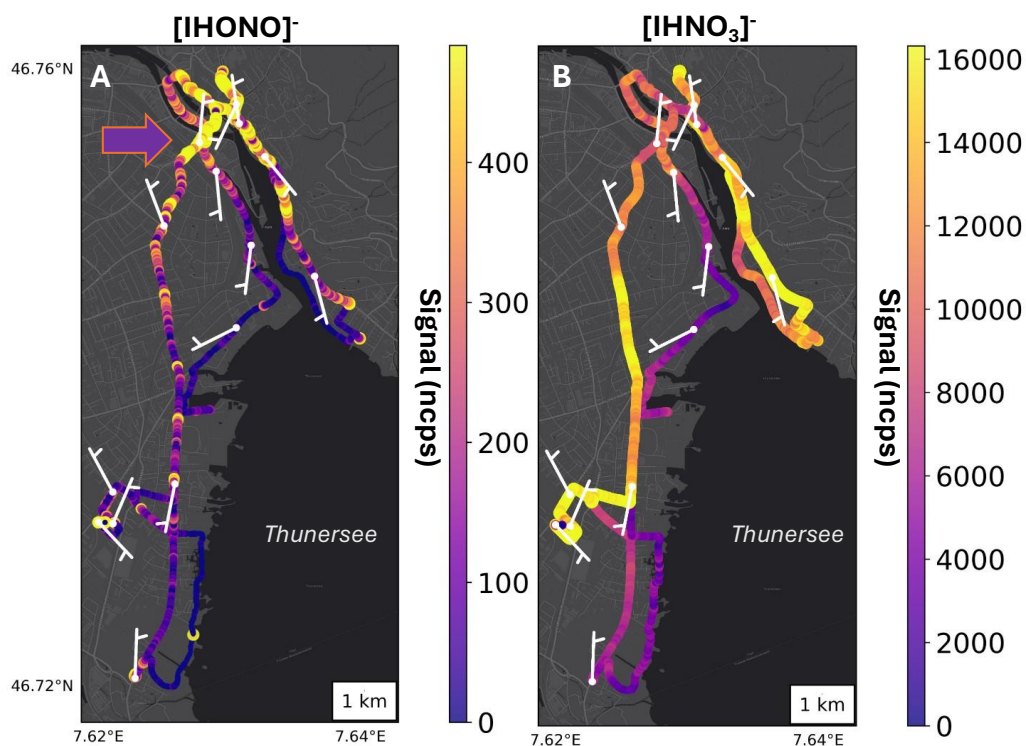 [IHONO]-
[IHNO3]-
46.76°N
A
B
400
300
200
100
0
Signal (ncps)
16000
14000
12000
10000
8000
6000
4000
2000
0
Signal (ncps)
Thunersee
Thunersee
46.72°N
1 km
1 km
7.62°E
7.64°E
7.62°E
7.64°E